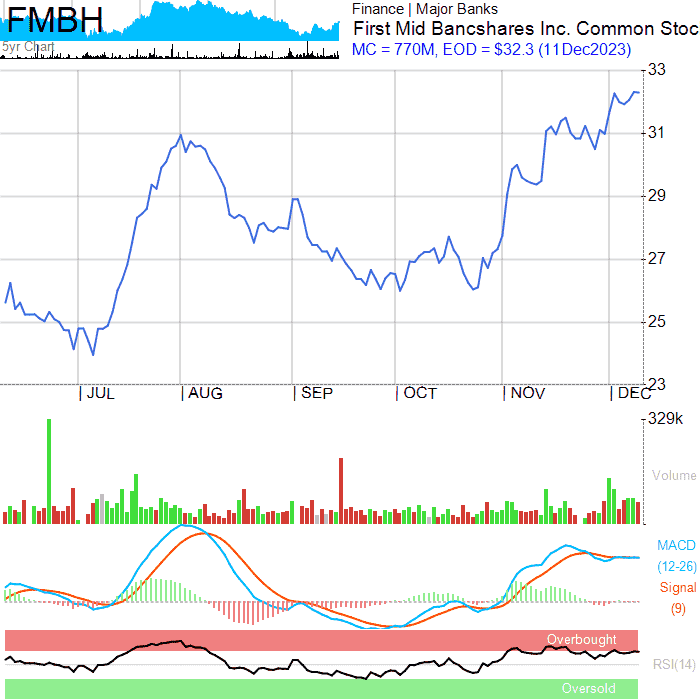 FMBH
5yr Chart
Finance | Major Banks
First Mid Bancshares Inc. Common Stoc
MC = 770M, EOD = $32.3 (11Dec2023)
33
31
29
27
25
23
JUL AUG SEP OCT NOV DEC
329k
Volume
MACD
(12-26)
Signal
(9)
Overbought
RSI(14)
Oversold